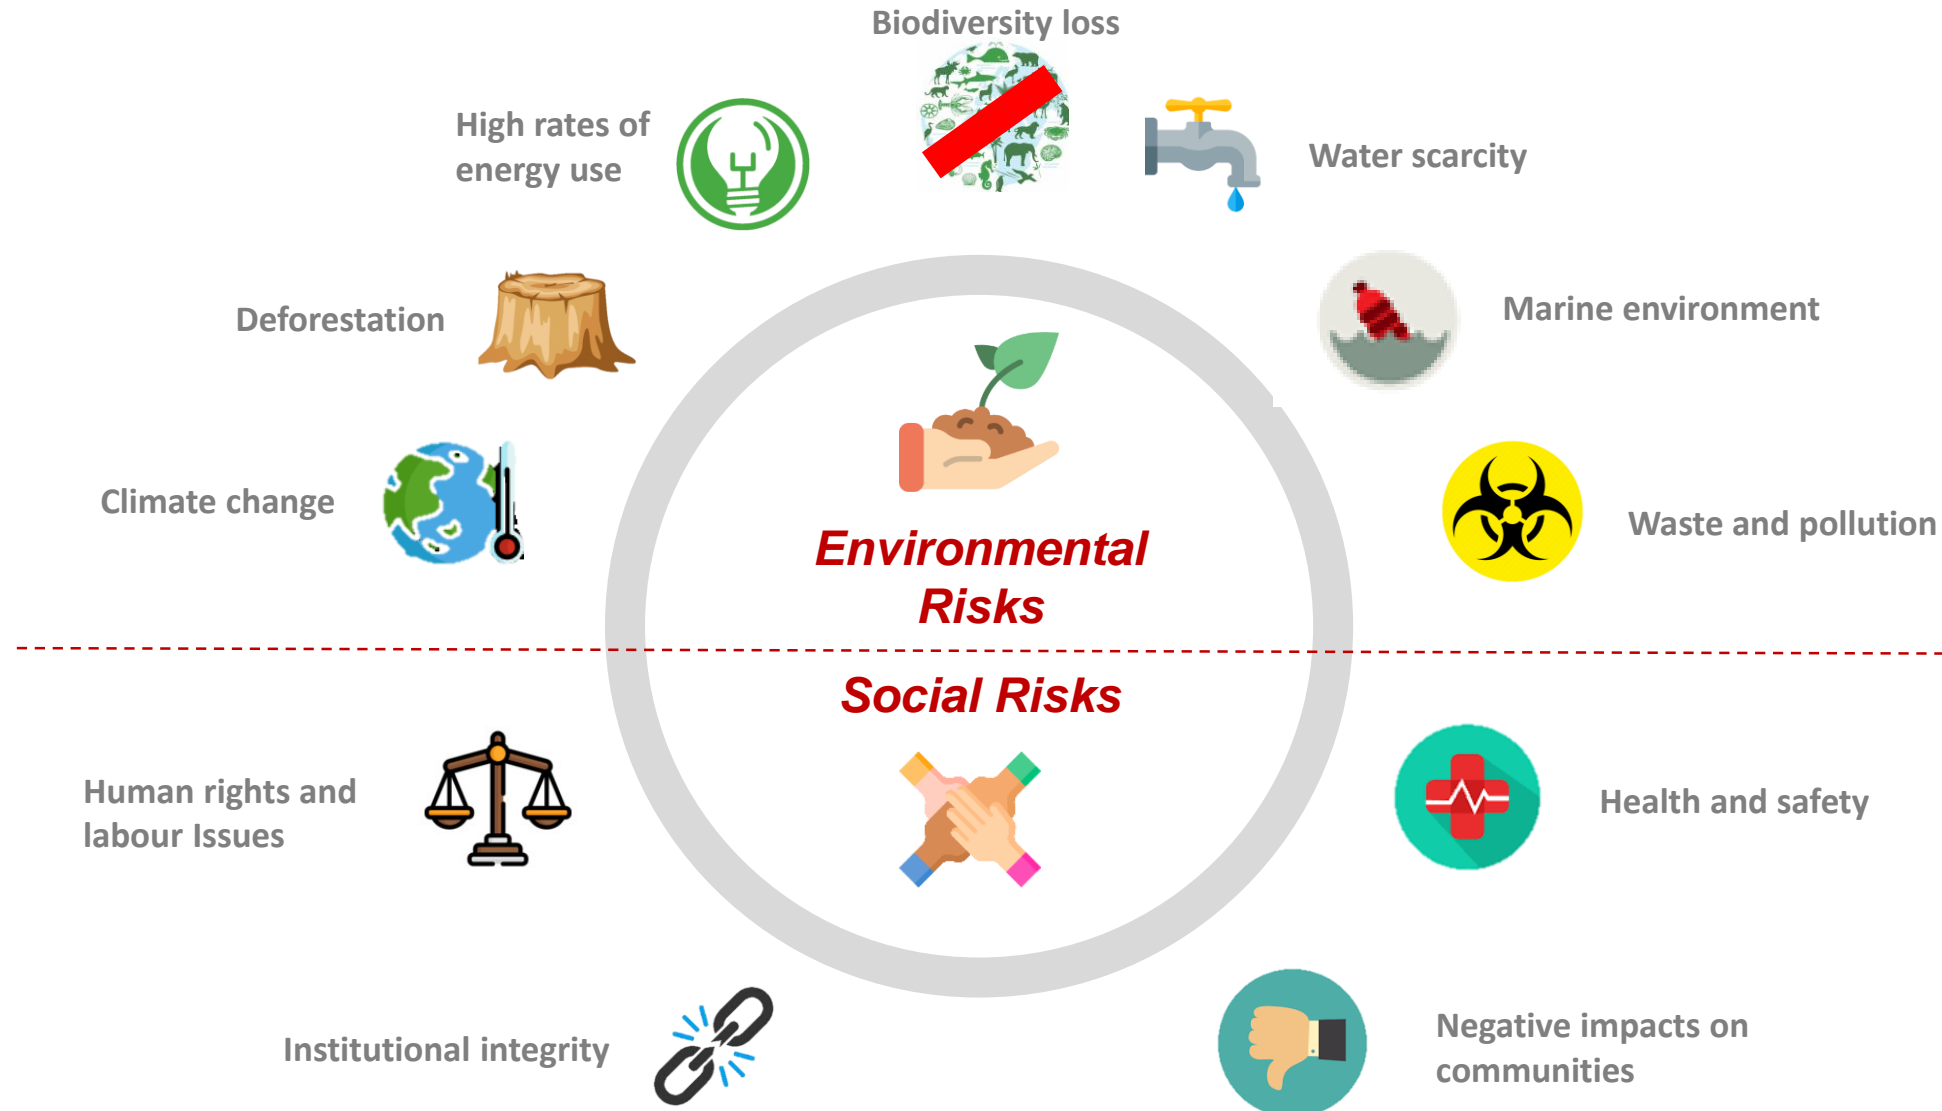 Biodiversity loss
High rates of
energy use
Water scarcity
Deforestation
Marine environment
Climate change
Waste and pollution
Environmental
Risks
Social Risks
Human rights and
labour Issues
Health and safety
Institutional integrity
Negative impacts on
communities